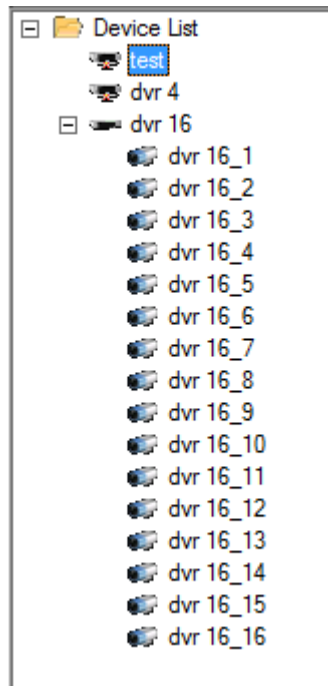 Device List
test
dvr 4
dvr 16
dvr 16_1
dvr 16_2
dvr 16_3
dvr 16_4
dvr 16_5
dvr 16_6
dvr 16_7
dvr 16_8
dvr 16_9
dvr 16_10
dvr 16_11
dvr 16_12
dvr 16_13
dvr 16_14
dvr 16_15
dvr 16_16